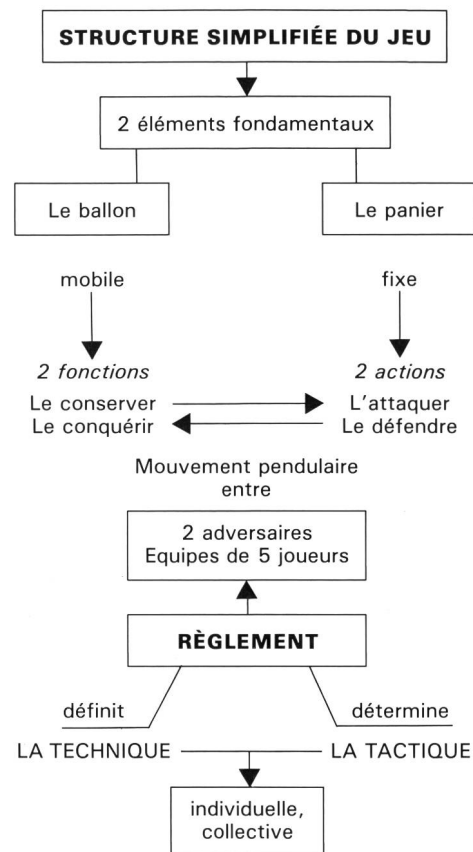 STRUCTURE SIMPLIFIÉE DU JEU
2 éléments fondamentaux
Le ballon
Le panier
mobile
fixe
2 fonctions
2 actions
Le conserver
L'attaquer
Le conquérir
Le défendre
Mouvement pendulaire
entre
2 adversaires
Equipes de 5 joueurs
RÈGLEMENT
définit
détermine
LA TECHNIQUE
LA TACTIQUE
individuelle,
collective